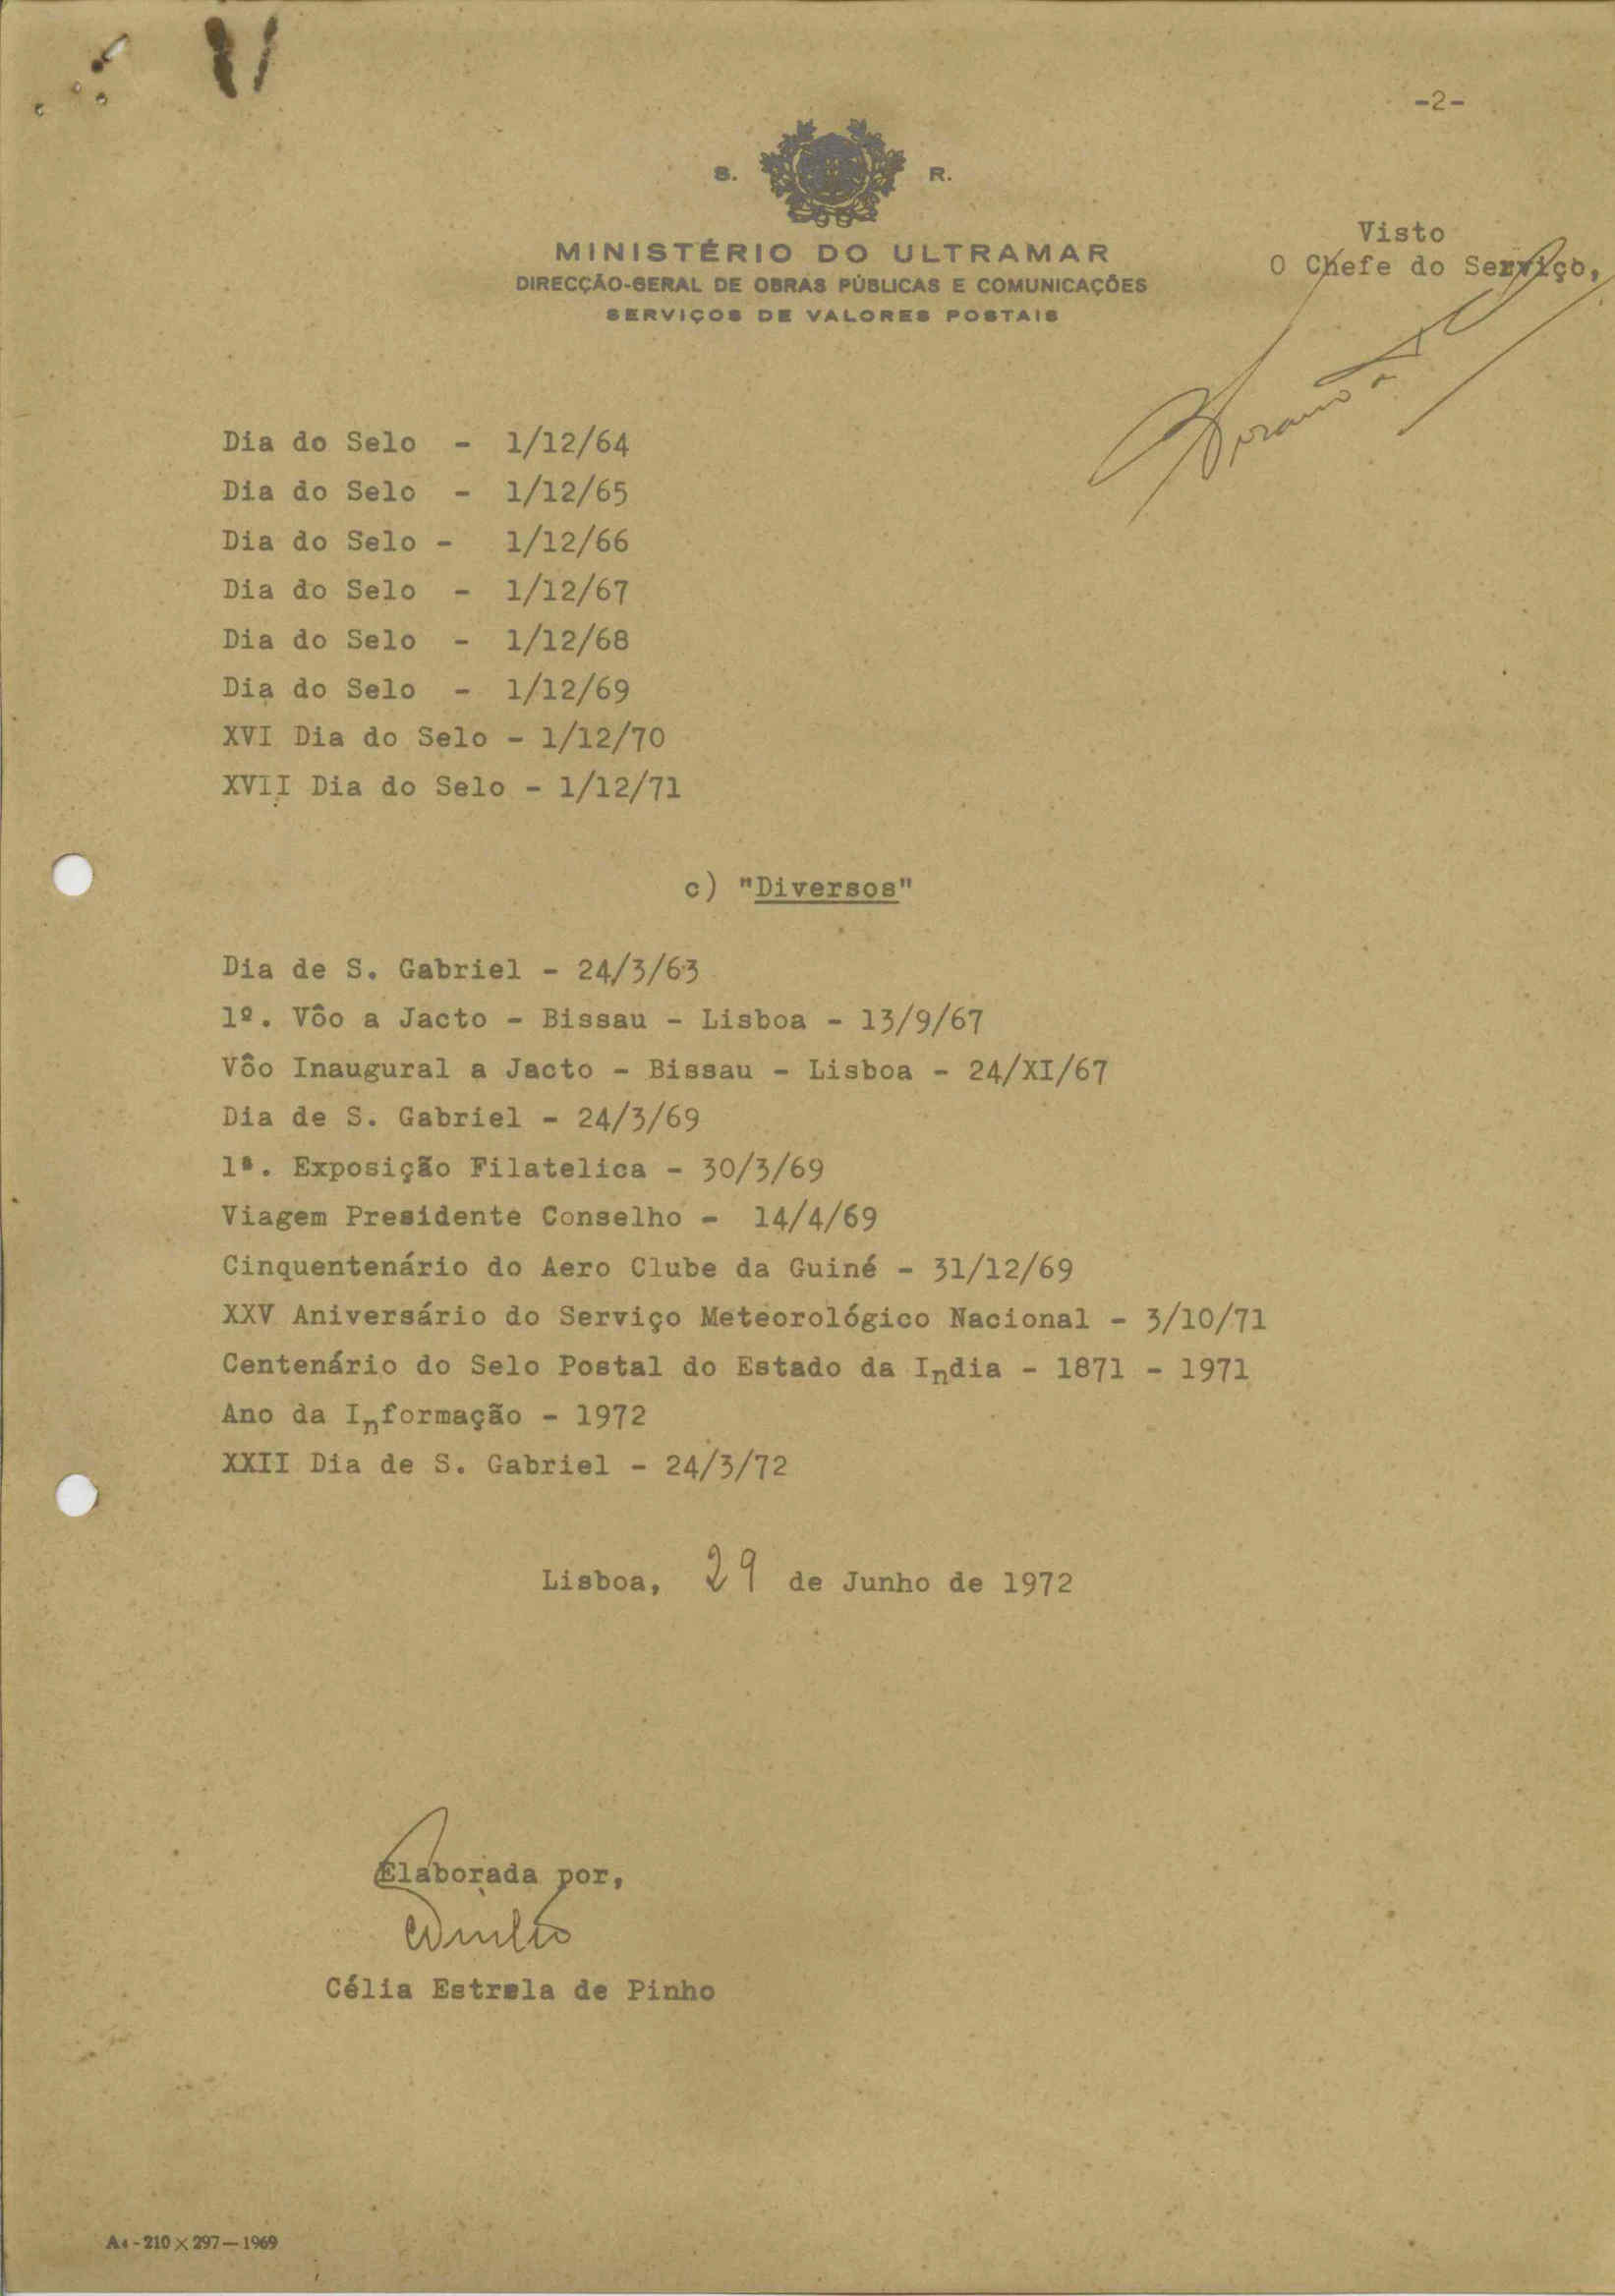 -2-
S. R.
MINISTÉRIO DO ULTRAMAR
DIRECÇÃO-GERAL DE OBRAS PÚBLICAS E COMUNICAÇÕES
SERVIÇOS DE VALORES POSTAIS
Visto
O Chefe do Serviço,
Dia do Selo - 1/12/64
Dia do Selo - 1/12/65
Dia do Selo - 1/12/66
Dia do Selo - 1/12/67
Dia do Selo - 1/12/68
Dia do Selo - 1/12/69
XVI Dia do Selo - 1/12/70
XVII Dia do Selo - 1/12/71
c) "Diversos"
Dia de S. Gabriel - 24/3/63
1º. Vôo a Jacto - Bissau - Lisboa - 13/9/67
Vôo Inaugural a Jacto - Bissau - Lisboa - 24/XI/67
Dia de S. Gabriel - 24/3/69
1ª. Exposição Filatelica - 30/3/69
Viagem Presidente Conselho - 14/4/69
Cinquentenário do Aero Clube da Guiné - 31/12/69
XXV Aniversário do Serviço Meteorológico Nacional - 3/10/71
Centenário do Selo Postal do Estado da India - 1871 - 1971
Ano da Informação - 1972
XXII Dia de S. Gabriel - 24/3/72
Lisboa, 29 de Junho de 1972
Elaborada por,
Célia Estrela de Pinho
A4 - 210 × 297 — 1969